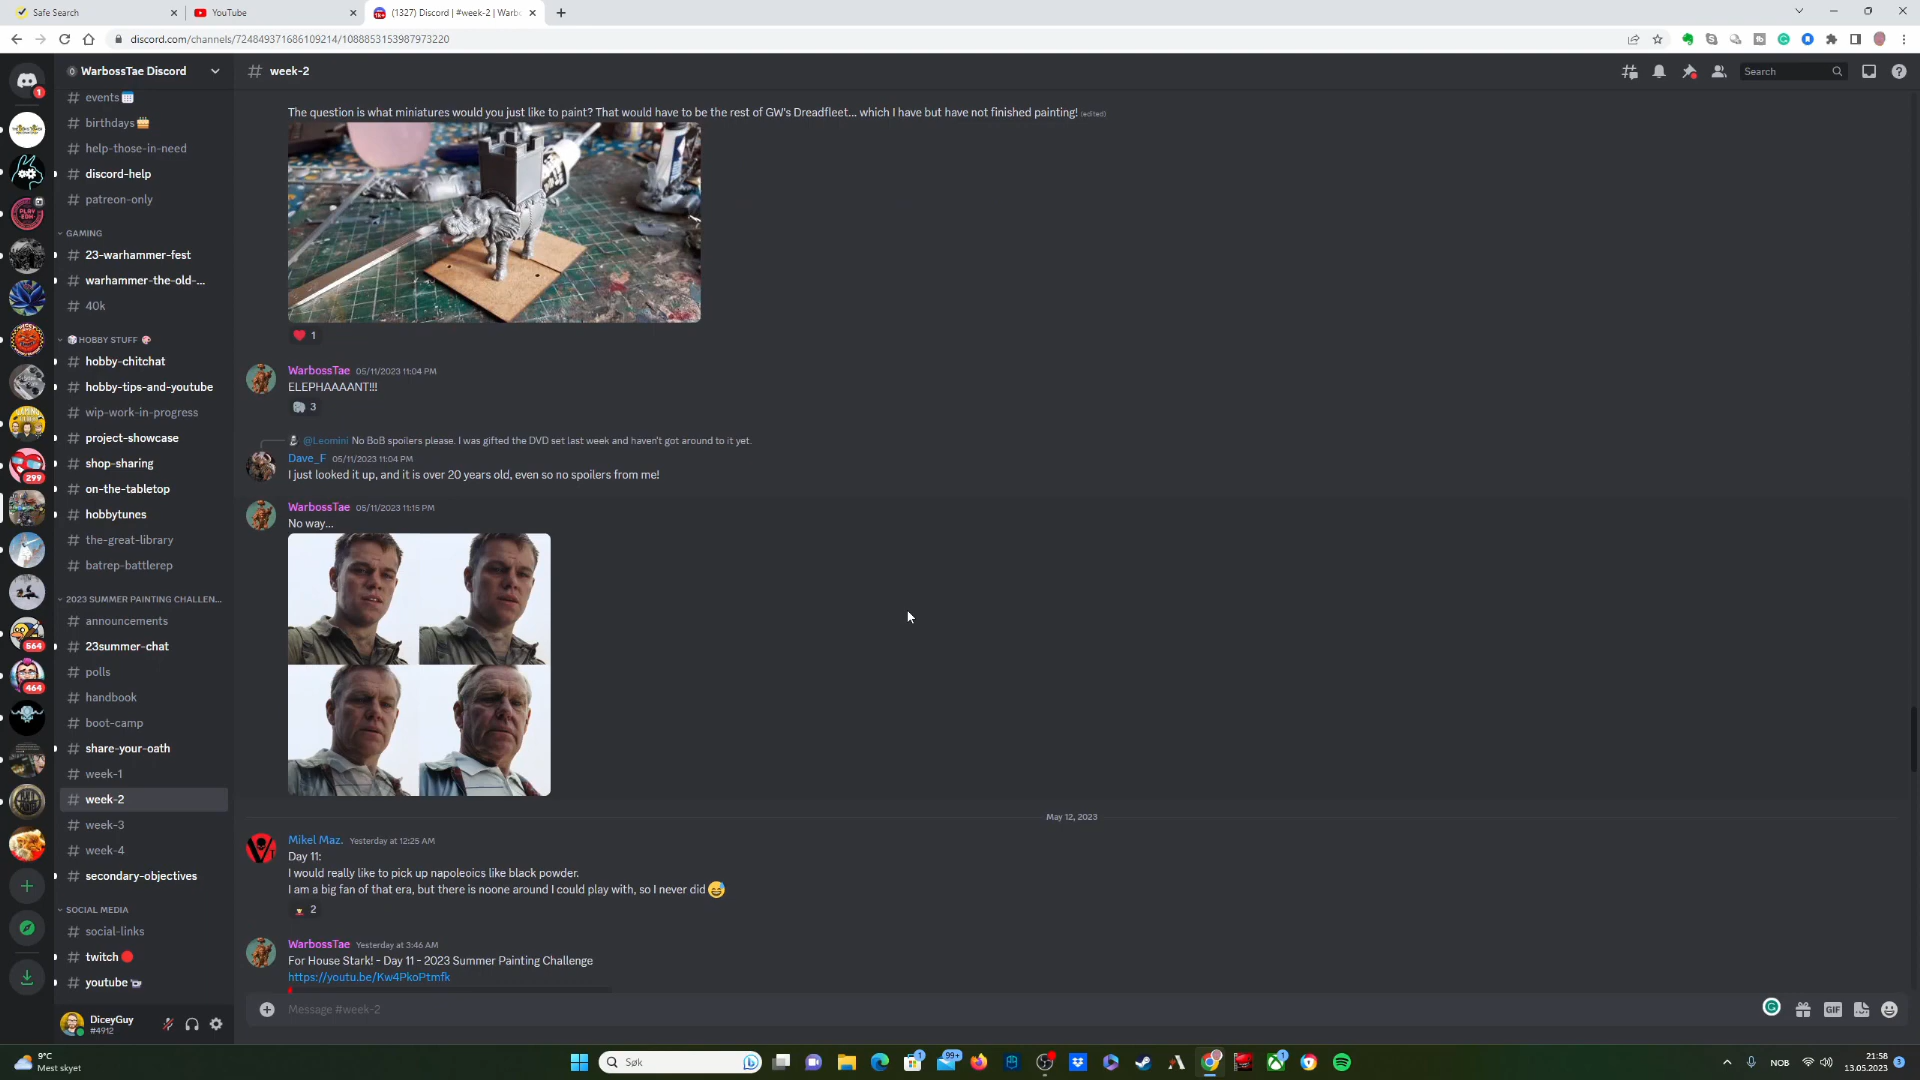 Safe Search
YouTube
(1327) Discord | #week-2 | Warbo
discord.com/channels/724849371686109214/1088853153987973220
WarbossTae Discord
week-2
Search
events
birthdays
help-those-in-need
discord-help
patreon-only
GAMING
23-warhammer-fest
warhammer-the-old-...
40k
HOBBY STUFF
hobby-chitchat
hobby-tips-and-youtube
wip-work-in-progress
project-showcase
shop-sharing
on-the-tabletop
hobbytunes
the-great-library
batrep-battlerep
2023 SUMMER PAINTING CHALLEN...
announcements
23summer-chat
polls
handbook
boot-camp
share-your-oath
week-1
week-2
week-3
week-4
secondary-objectives
SOCIAL MEDIA
social-links
twitch
youtube
1
299
564
464
DiceyGuy
#4912
The question is what miniatures would you just like to paint? That would have to be the rest of GW's Dreadfleet... which I have but have not finished painting! (edited)
1
WarbossTae 05/11/2023 11:04 PM
ELEPHAAAANT!!!
3
@Leomini No BoB spoilers please. I was gifted the DVD set last week and haven't got around to it yet.
Dave_F 05/11/2023 11:04 PM
I just looked it up, and it is over 20 years old, even so no spoilers from me!
WarbossTae 05/11/2023 11:15 PM
No way...
May 12, 2023
Mikel Maz. Yesterday at 12:25 AM
Day 11:
I would really like to pick up napoleoics like black powder.
I am a big fan of that era, but there is noone around I could play with, so I never did
2
WarbossTae Yesterday at 3:46 AM
For House Stark! - Day 11 - 2023 Summer Painting Challenge
https://youtu.be/Kw4PkoPtmfk
Message #week-2
GIF
9°C
Mest skyet
Søk
99+
NOB
21:58
13.05.2023
3